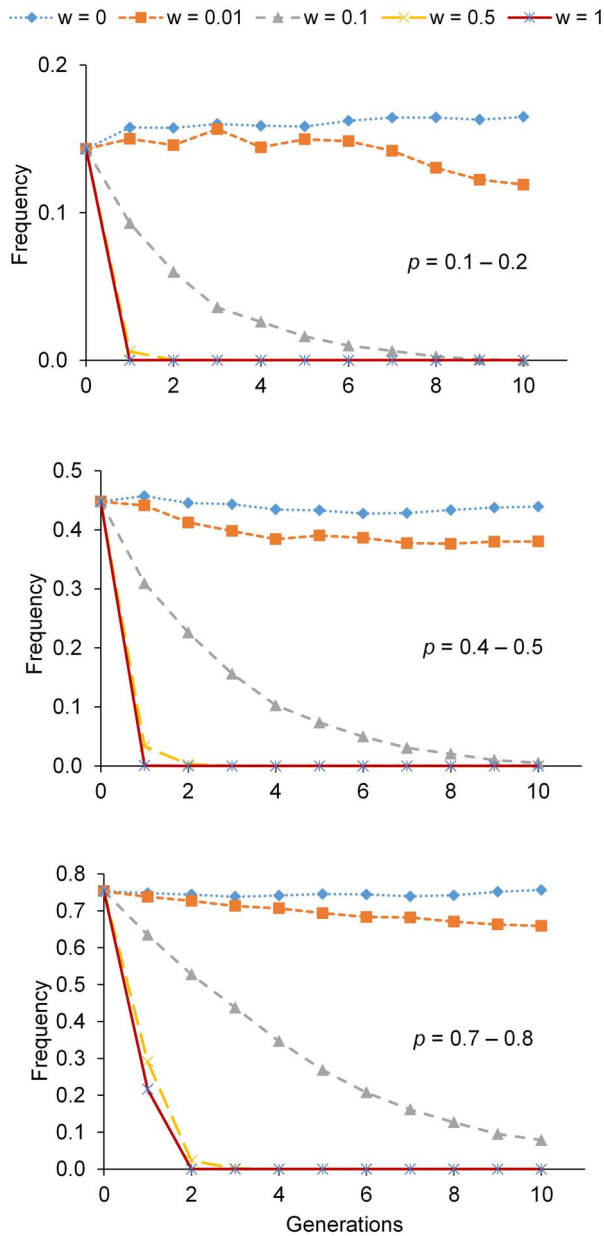 w = 0 w = 0.01 w = 0.1 w = 0.5 w = 1
0.2
0.1
0.0
Frequency
p = 0.1 – 0.2
0 2 4 6 8 10
0.5
0.4
0.3
0.2
0.1
0.0
Frequency
p = 0.4 – 0.5
0 2 4 6 8 10
0.8
0.7
0.6
0.5
0.4
0.3
0.2
0.1
0.0
Frequency
p = 0.7 – 0.8
0 2 4 6 8 10
Generations